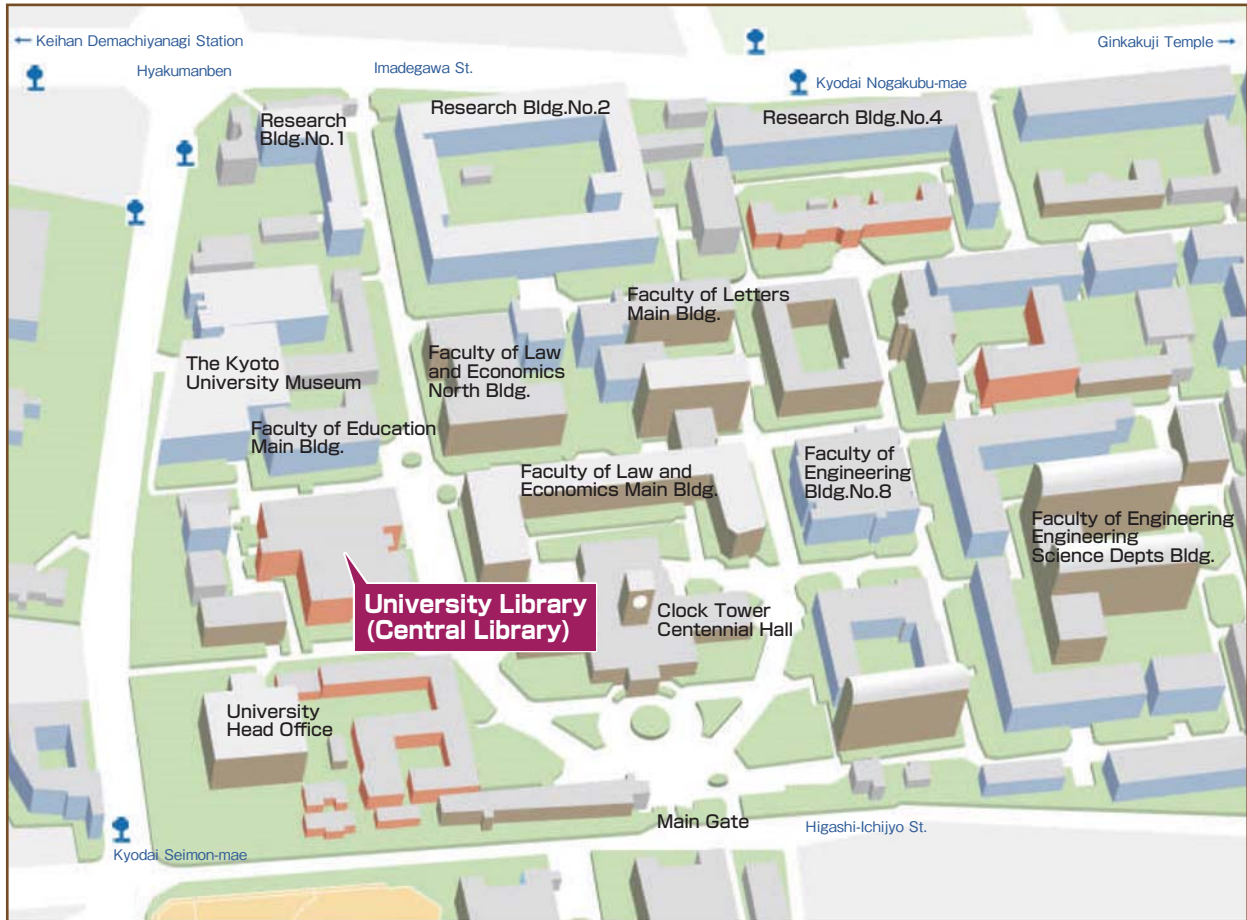 ← Keihan Demachiyanagi Station
Ginkakuji Temple →
Hyakumanben
Imadegawa St.
Kyodai Nogakubu-mae
Research
Bldg.No.1
Research Bldg.No.2
Research Bldg.No.4
Faculty of Letters
Main Bldg.
The Kyoto
University Museum
Faculty of Law
and Economics
North Bldg.
Faculty of Education
Main Bldg.
Faculty of Law and
Economics Main Bldg.
Faculty of
Engineering
Bldg.No.8
Faculty of Engineering
Engineering
Science Depts Bldg.
University Library
(Central Library)
Clock Tower
Centennial Hall
University
Head Office
Main Gate
Higashi-Ichijyo St.
Kyodai Seimon-mae